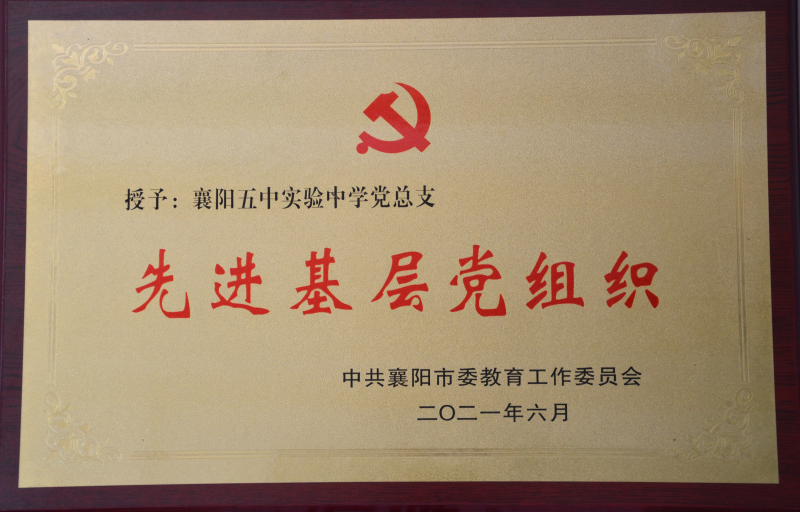 授予：襄阳五中实验中学党总支
先进基层党组织
中共襄阳市委教育工作委员会
二〇二一年六月